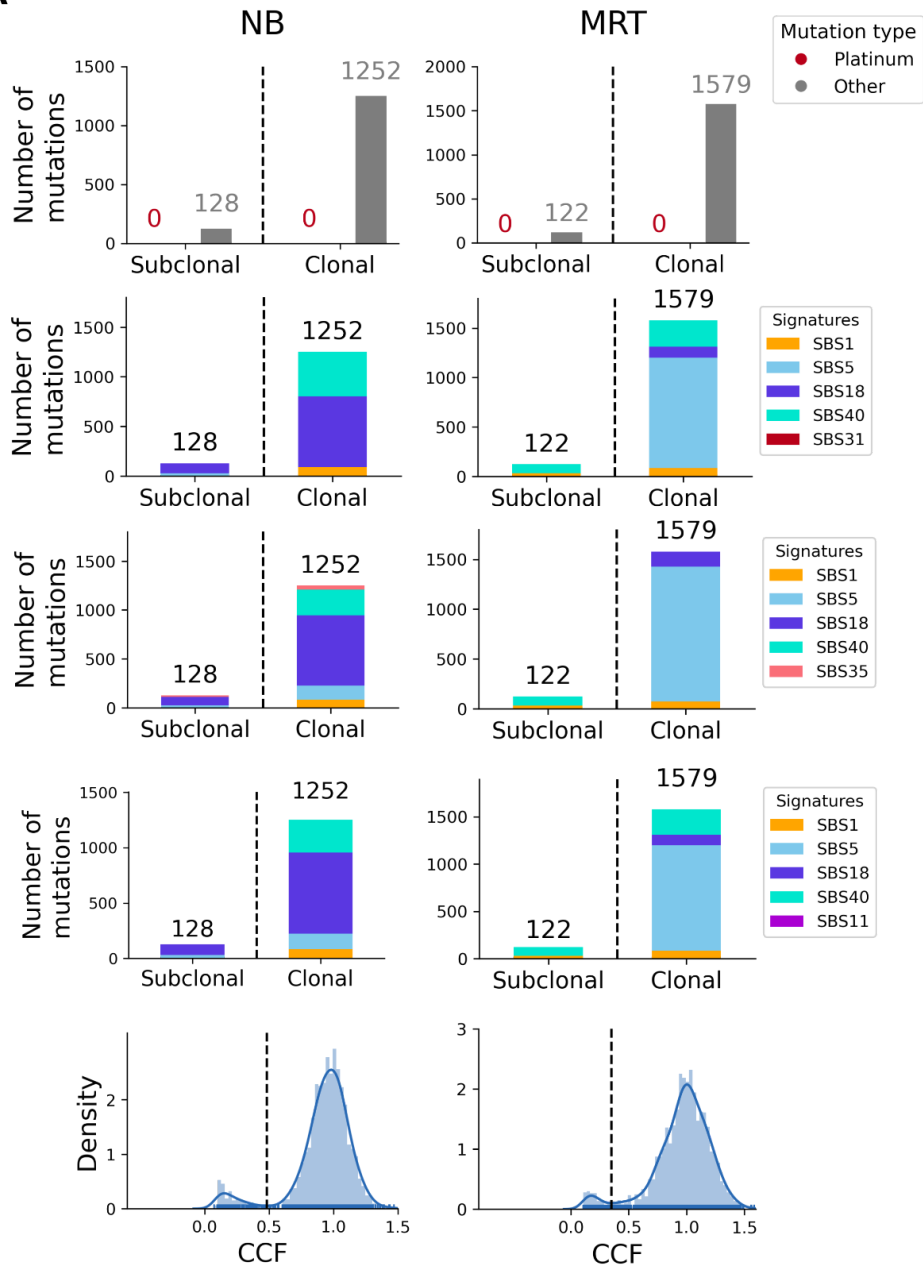 NB
MRT
Mutation type
Platinum
Other
Number of
mutations
1500
1000
500
0
0
128
0
1252
Subclonal
Clonal
2000
1500
1000
500
0
0
122
0
1579
Subclonal
Clonal
Number of
mutations
1500
1000
500
0
128
1252
Subclonal
Clonal
1500
1000
500
0
122
1579
Subclonal
Clonal
Signatures
SBS1
SBS5
SBS18
SBS40
SBS31
Number of
mutations
1500
1000
500
0
128
1252
Subclonal
Clonal
1500
1000
500
0
122
1579
Subclonal
Clonal
Signatures
SBS1
SBS5
SBS18
SBS40
SBS35
Number of
mutations
1500
1000
500
0
128
1252
Subclonal
Clonal
1500
1000
500
0
122
1579
Subclonal
Clonal
Signatures
SBS1
SBS5
SBS18
SBS40
SBS11
Density
2
1
0
0.0 0.5 1.0 1.5
CCF
3
2
1
0
0.0 0.5 1.0 1.5
CCF